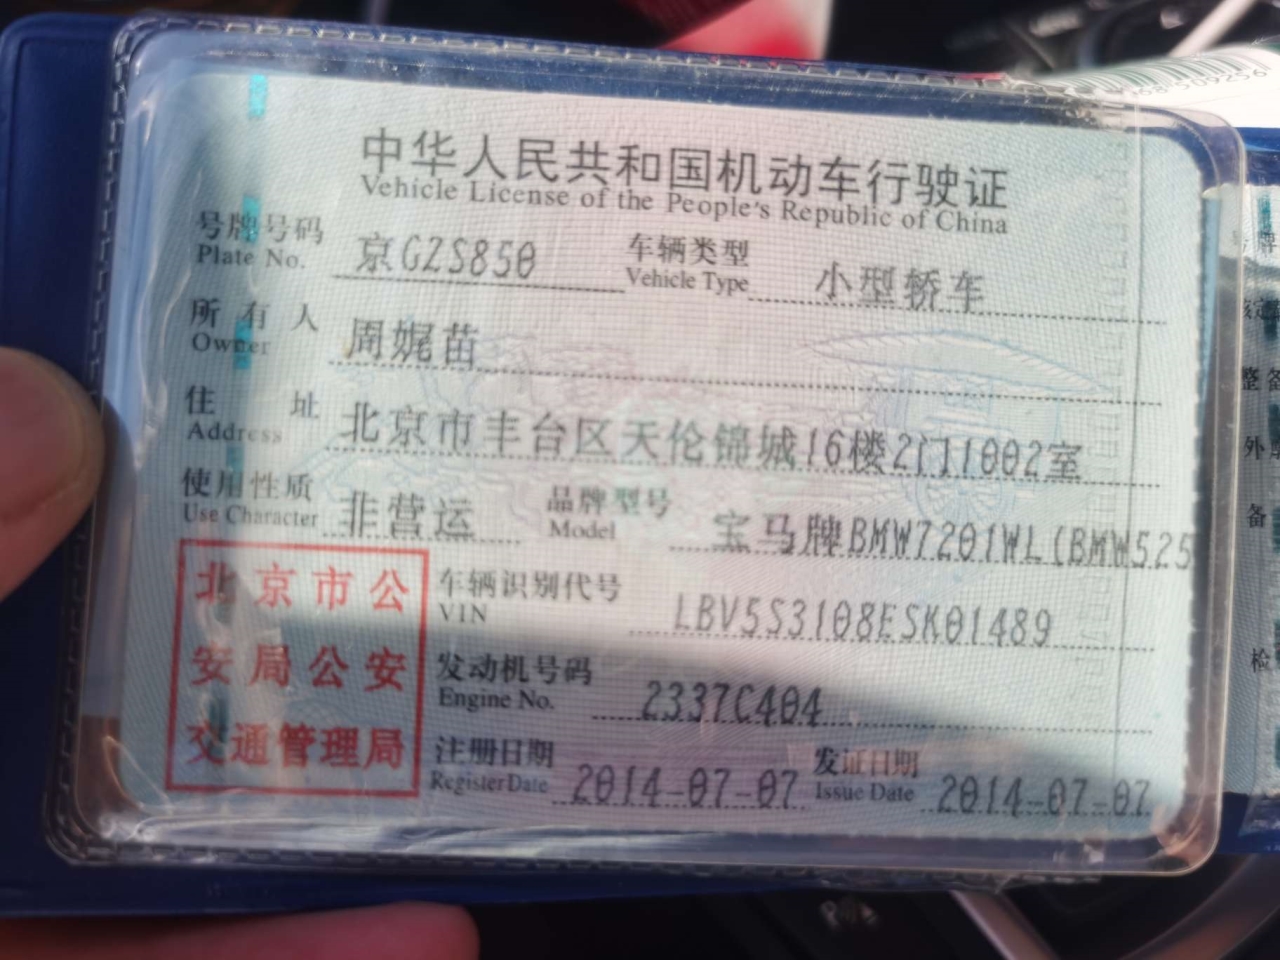 中华人民共和国机动车行驶证
Vehicle License of the People's Republic of China
号牌号码 京GZS850 车辆类型 小型轿车
Plate No. Vehicle Type
所有人 周娓苗
Owner
住址 北京市丰台区天伦锦城16楼2门1002室
Address
使用性质 非营运 品牌型号 宝马牌BMW7201WL(BMW525
Use Character Model
北京市公
安局公安
交通管理局
车辆识别代号 LBV5S3108ESK01489
VIN
发动机号码 2337C404
Engine No.
注册日期 2014-07-07 发证日期 2014-07-07
Register Date Issue Date